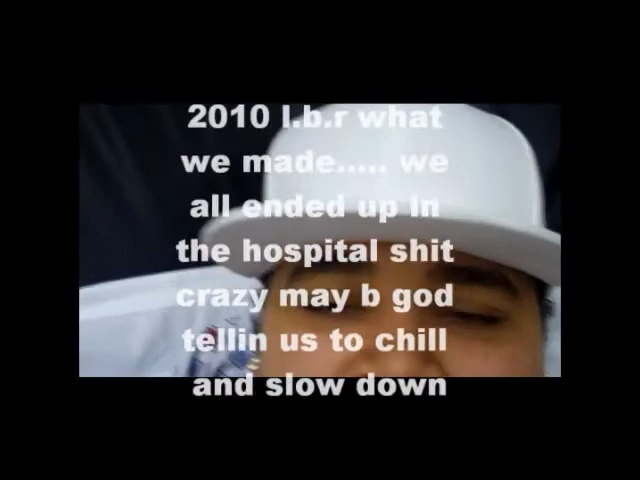 2010 l.b.r what
we made..... we
all ended up in
the hospital shit
crazy may b god
tellin us to chill
and slow down